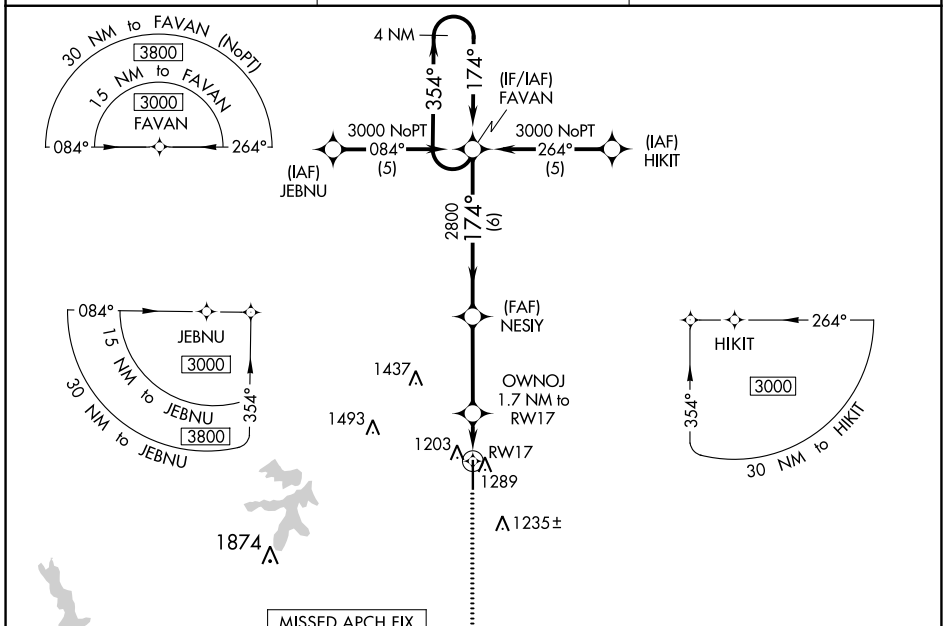 30 NM to FAVAN (NoPT)
3800
15 NM to FAVAN
3000
FAVAN
084°
264°
4 NM
354°
174°
(IF/IAF)
FAVAN
3000 NoPT
084°
(5)
(IAF)
JEBNU
3000 NoPT
264°
(5)
(IAF)
HIKIT
2800
174°
(6)
(FAF)
NESIY
084°
JEBNU
3000
15 NM to JEBNU
3800
30 NM to JEBNU
354°
264°
HIKIT
3000
354°
30 NM to HIKIT
1437
OWNOJ
1.7 NM to
RW17
1493
1203
RW17
1289
1235±
1874
MISSED APCH FIX